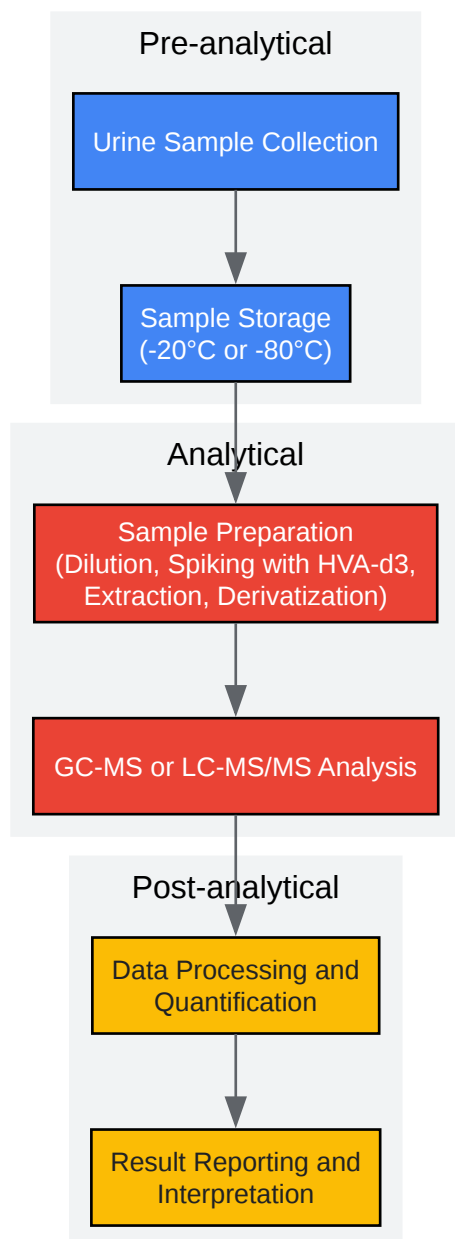 Pre-analytical
Urine Sample Collection
Sample Storage
(-20°C or -80°C)
Analytical
Sample Preparation
(Dilution, Spiking with HVA-d3,
Extraction, Derivatization)
GC-MS or LC-MS/MS Analysis
Post-analytical
Data Processing and
Quantification
Result Reporting and
Interpretation